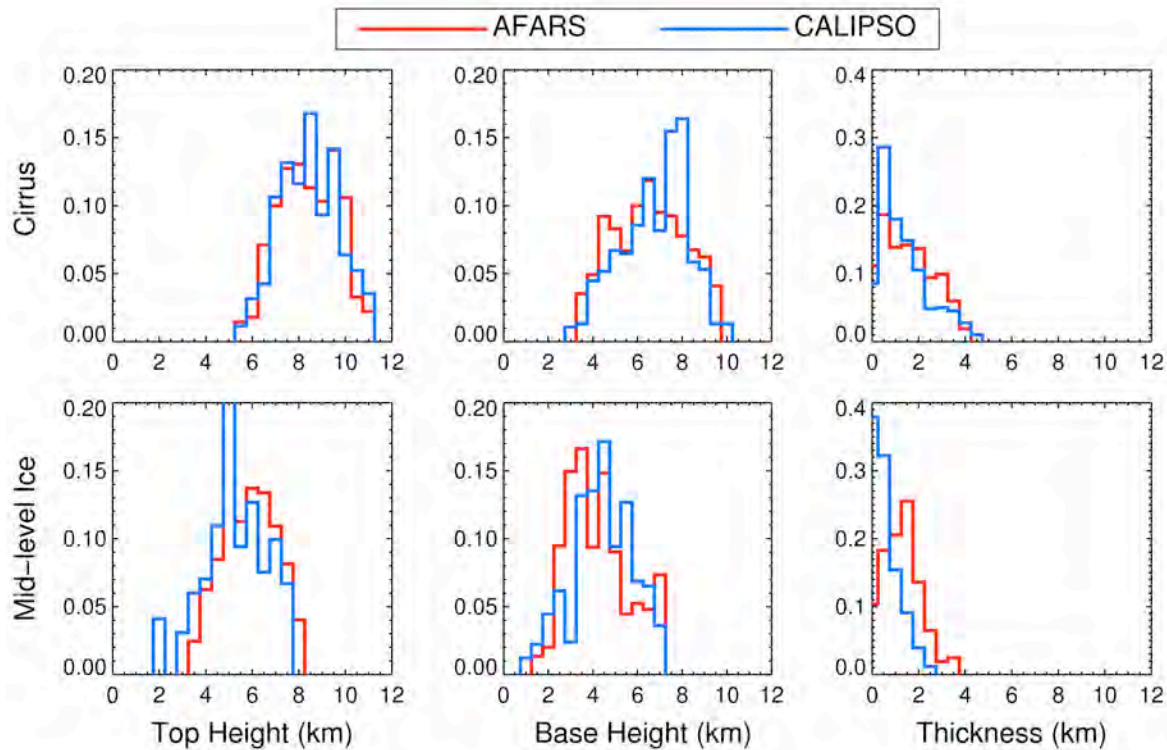 AFARS CALIPSO
Cirrus
0.20 0.20 0.4
0.15 0.15 0.3
0.10 0.10 0.2
0.05 0.05 0.1
0.00 0.00 0.0
0 2 4 6 8 10 12 0 2 4 6 8 10 12 0 2 4 6 8 10 12
Mid-level Ice
0.20 0.20 0.4
0.15 0.15 0.3
0.10 0.10 0.2
0.05 0.05 0.1
0.00 0.00 0.0
0 2 4 6 8 10 12 0 2 4 6 8 10 12 0 2 4 6 8 10 12
Top Height (km) Base Height (km) Thickness (km)